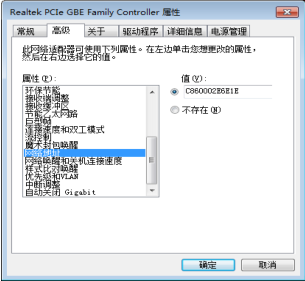 Realtek PCIe GBE Family Controller 属性
常规 高级 关于 驱动程序 详细信息 电源管理
此网络适配器可使用下列属性。在左边单击您想更改的属性，
然后在右边选择它的值。
属性(P): 值(V):
环保节能
接收端调整
接收缓冲区
节能乙太网路
巨型帧
连接速度和双工模式
流控制
魔术封包唤醒
网络地址
网络唤醒和关机连接速度
样式比对唤醒
优先级和VLAN
中断调整
自动关闭 Gigabit
C860002E6E1E
不存在(N)
确定 取消